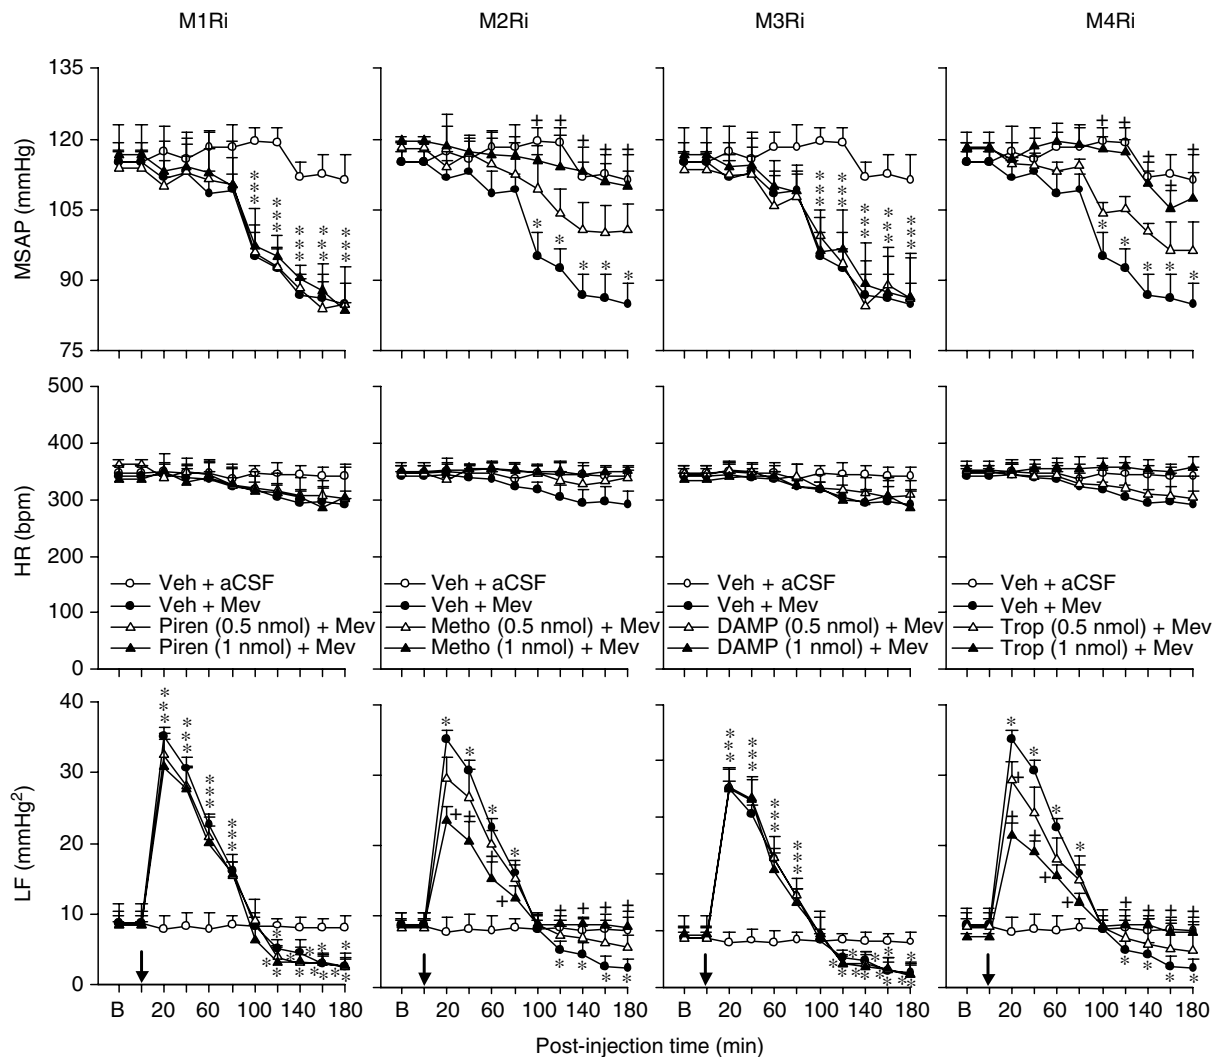 M1Ri M2Ri M3Ri M4Ri
MSAP (mmHg)
135
120
105
90
75
HR (bpm)
500
400
300
200
100
0
Veh + aCSF
Veh + Mev
Piren (0.5 nmol) + Mev
Piren (1 nmol) + Mev
Veh + aCSF
Veh + Mev
Metho (0.5 nmol) + Mev
Metho (1 nmol) + Mev
Veh + aCSF
Veh + Mev
DAMP (0.5 nmol) + Mev
DAMP (1 nmol) + Mev
Veh + aCSF
Veh + Mev
Trop (0.5 nmol) + Mev
Trop (1 nmol) + Mev
LF (mmHg²)
40
30
20
10
0
B 20 60 100 140 180
B 20 60 100 140 180
B 20 60 100 140 180
B 20 60 100 140 180
Post-injection time (min)